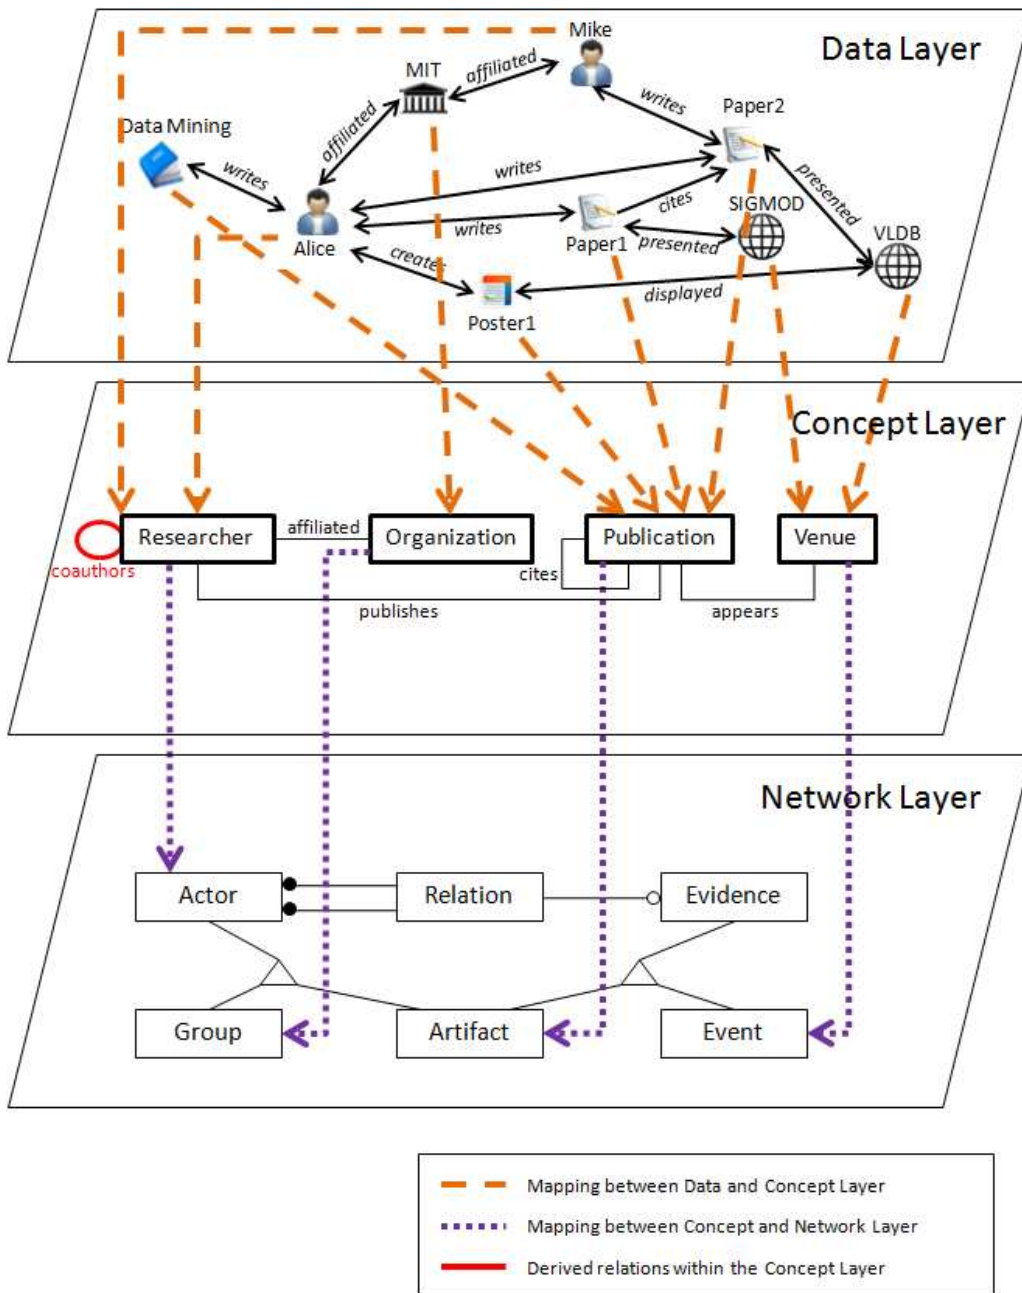 Mike
Data Layer
MIT
affiliated
Paper2
Data Mining
affiliated
writes
writes
writes
cites
presented
SIGMOD
Alice
writes
Paper1
presented
VLDB
creates
displayed
Poster1
Concept Layer
Researcher
affiliated
Organization
Publication
Venue
coauthors
cites
publishes
appears
Network Layer
Actor
Relation
Evidence
Group
Artifact
Event
Mapping between Data and Concept Layer
Mapping between Concept and Network Layer
Derived relations within the Concept Layer